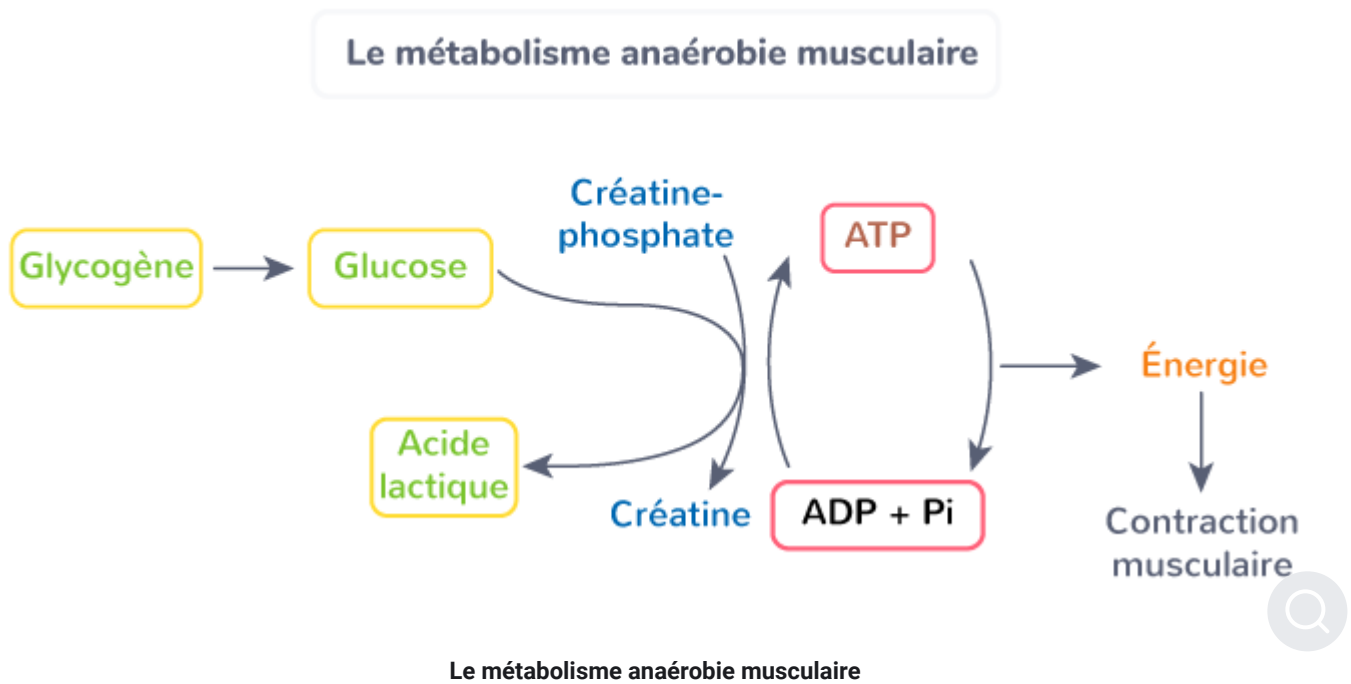 Le métabolisme anaérobie musculaire
Créatine-
phosphate
ATP
Glycogène
Glucose
Énergie
Acide
lactique
Créatine
ADP + Pi
Contraction
musculaire
Le métabolisme anaérobie musculaire